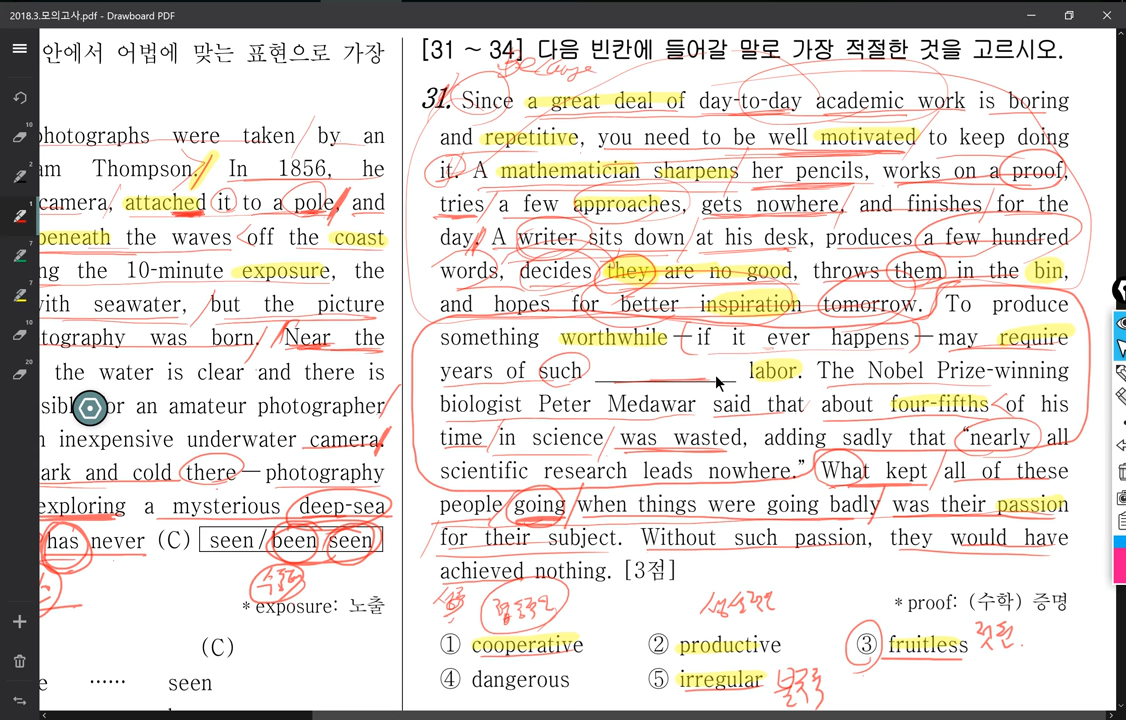 2018.3.모의고사.pdf - Drawboard PDF
안에서 어법에 맞는 표현으로 가장
photographs were taken by an
am Thompson. In 1856, he
camera, attached it to a pole, and
beneath the waves off the coast
ng the 10-minute exposure, the
with seawater, but the picture
tography was born. Near the
the water is clear and there is
sibl or an amateur photographer
n inexpensive underwater camera.
ark and cold there—photography
exploring a mysterious deep-sea
has never (C) seen / been seen
수동
* exposure: 노출
(C)
e ······ seen
[31 ~ 34] 다음 빈칸에 들어갈 말로 가장 적절한 것을 고르시오.
31. Since a great deal of day-to-day academic work is boring
and repetitive, you need to be well motivated to keep doing
it. A mathematician sharpens her pencils, works on a proof,
tries a few approaches, gets nowhere, and finishes for the
day. A writer sits down at his desk, produces a few hundred
words, decides they are no good, throws them in the bin,
and hopes for better inspiration tomorrow. To produce
something worthwhile—if it ever happens—may require
years of such labor. The Nobel Prize-winning
biologist Peter Medawar said that about four-fifths of his
time in science was wasted, adding sadly that “nearly all
scientific research leads nowhere.” What kept all of these
people going when things were going badly was their passion
for their subject. Without such passion, they would have
achieved nothing. [3점]
* proof: (수학) 증명
① cooperative ② productive ③ fruitless
④ dangerous ⑤ irregular